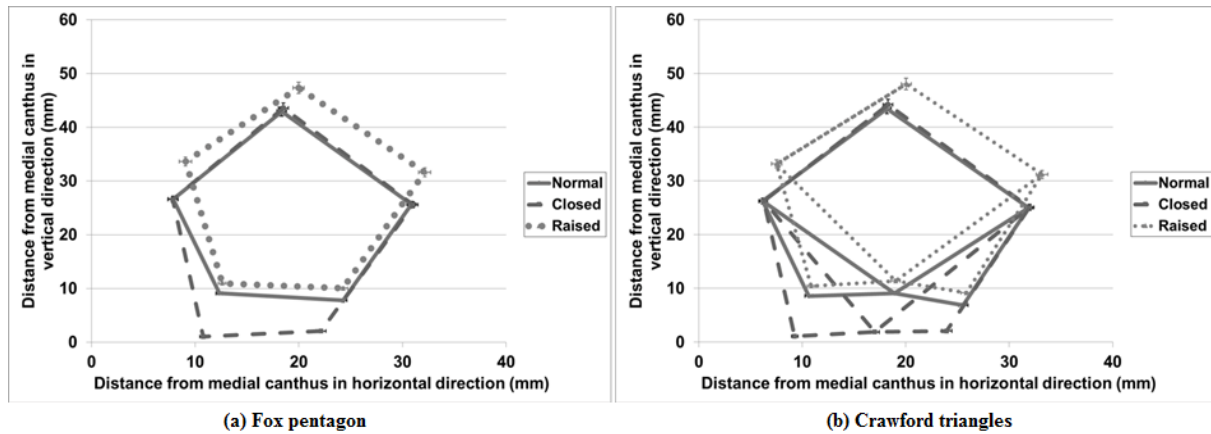 60
50
40
30
20
10
0
0 10 20 30 40
Distance from medial canthus in
vertical direction (mm)
Distance from medial canthus in horizontal direction (mm)
Normal
Closed
Raised
(a) Fox pentagon
60
50
40
30
20
10
0
0 10 20 30 40
Distance from medial canthus in
vertical direction (mm)
Distance from medial canthus in horizontal direction (mm)
Normal
Closed
Raised
(b) Crawford triangles